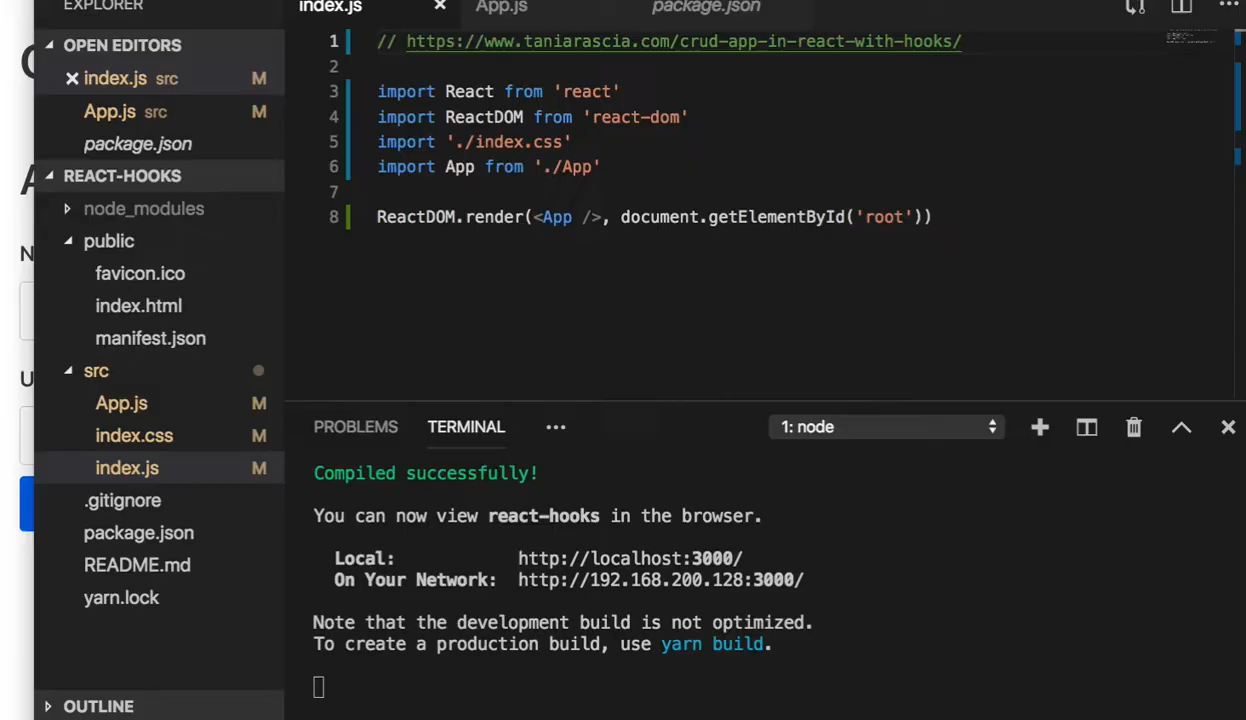 EXPLORER
OPEN EDITORS
index.js src M
App.js src M
package.json
REACT-HOOKS
node_modules
public
favicon.ico
index.html
manifest.json
src
App.js M
index.css M
index.js M
.gitignore
package.json
README.md
yarn.lock
OUTLINE
index.js App.js package.json
1 // https://www.taniarascia.com/crud-app-in-react-with-hooks/
2
3 import React from 'react'
4 import ReactDOM from 'react-dom'
5 import './index.css'
6 import App from './App'
7
8 ReactDOM.render(<App />, document.getElementById('root'))
PROBLEMS TERMINAL ••• 1: node
Compiled successfully!
You can now view react-hooks in the browser.
Local: http://localhost:3000/
On Your Network: http://192.168.200.128:3000/
Note that the development build is not optimized.
To create a production build, use yarn build.